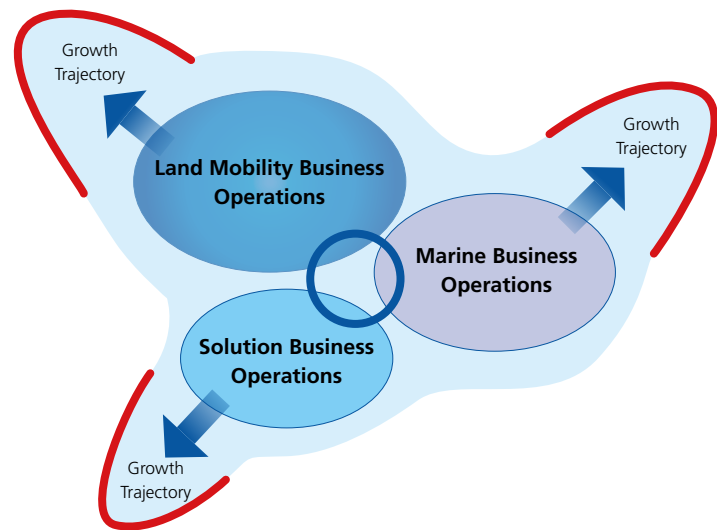 Growth
Trajectory
Land Mobility Business
Operations
Growth
Trajectory
Marine Business
Operations
Solution Business
Operations
Growth
Trajectory